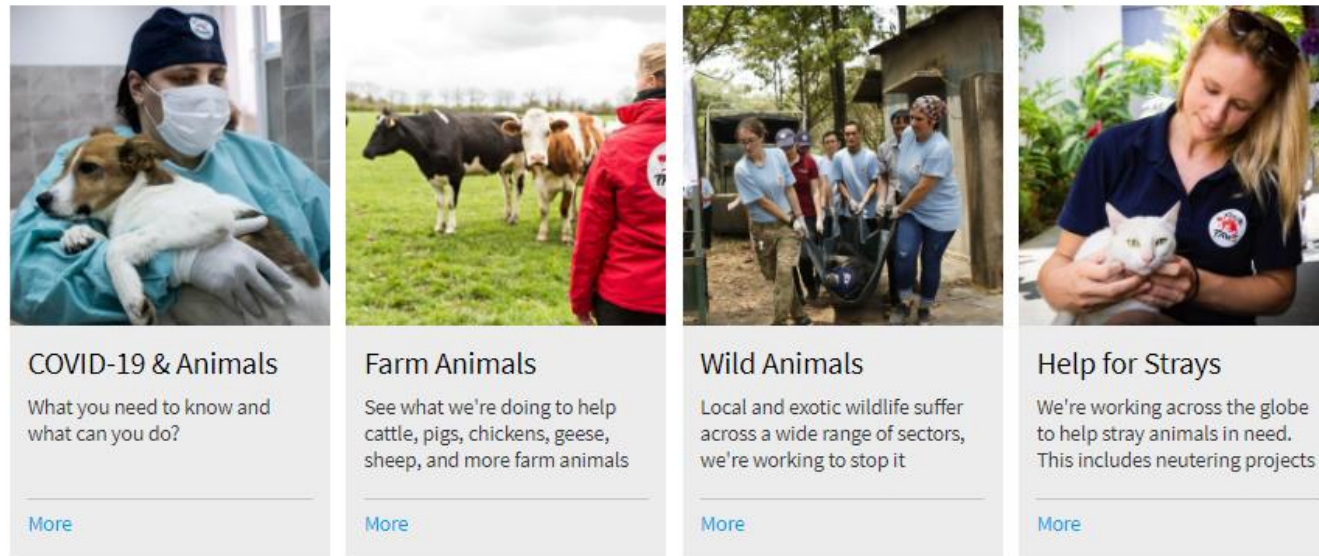 COVID-19 & Animals
What you need to know and
what can you do?
More
Farm Animals
See what we're doing to help
cattle, pigs, chickens, geese,
sheep, and more farm animals
More
Wild Animals
Local and exotic wildlife suffer
across a wide range of sectors,
we're working to stop it
More
Help for Strays
We're working across the globe
to help stray animals in need.
This includes neutering projects
More